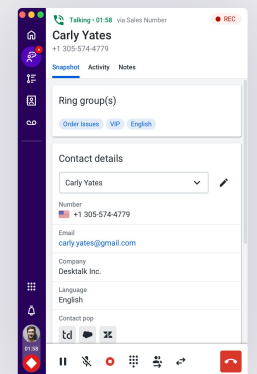 Talking • 01:58 via Sales Number
REC
Carly Yates
+1 305-574-4779
Snapshot Activity Notes
Ring group(s)
Order Issues VIP English
Contact details
Carly Yates
Number
+1 305-574-4779
Email
carly.yates@gmail.com
Company
Desktalk Inc.
Language
English
Contact pop
td
01:58